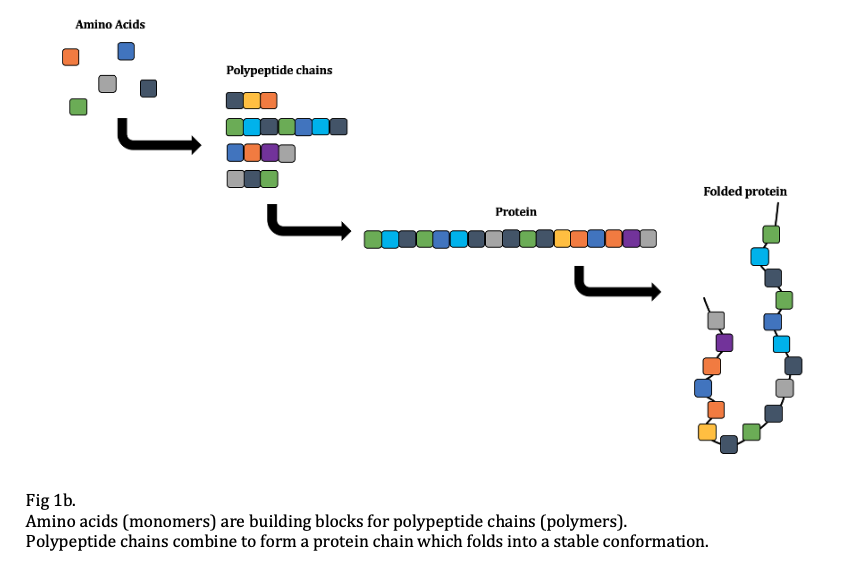 Amino Acids
Polypeptide chains
Protein
Folded protein
Fig 1b.
Amino acids (monomers) are building blocks for polypeptide chains (polymers).
Polypeptide chains combine to form a protein chain which folds into a stable conformation.